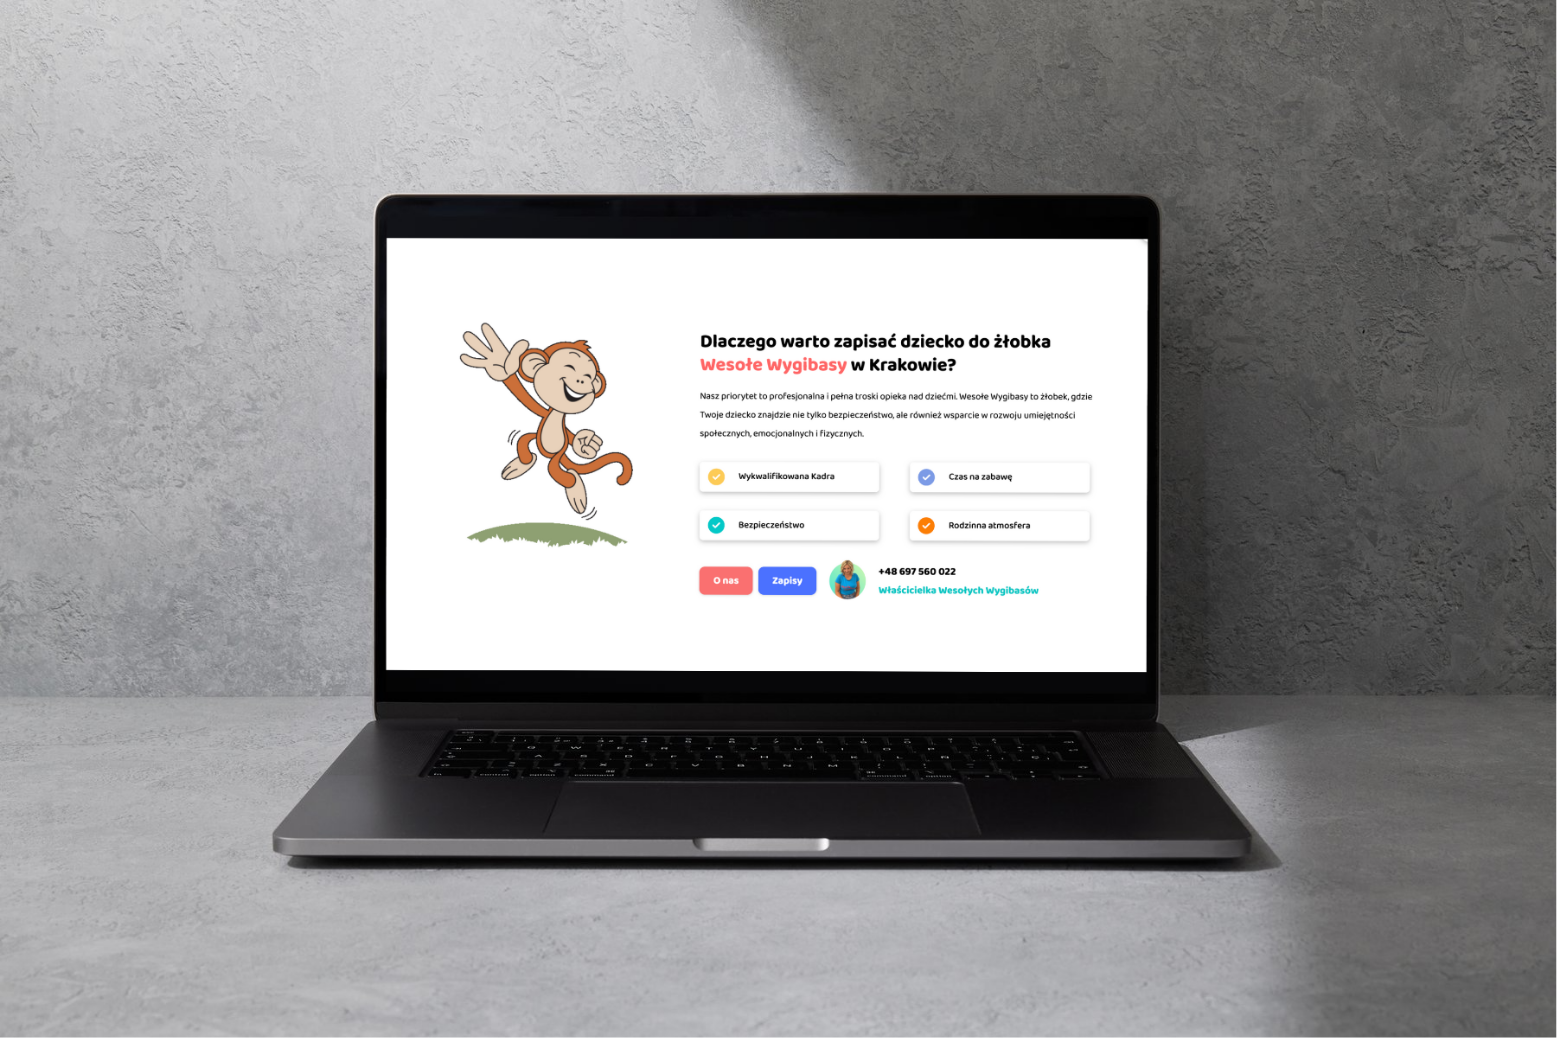 Dlaczego warto zapisać dziecko do żłobka
Wesołe Wygibasy w Krakowie?
Nasz priorytet to profesjonalna i pełna troski opieka nad dziećmi. Wesołe Wygibasy to żłobek, gdzie
Twoje dziecko znajdzie nie tylko bezpieczeństwo, ale również wsparcie w rozwoju umiejętności
społecznych, emocjonalnych i fizycznych.
Wykwalifikowana Kadra
Czas na zabawę
Bezpieczeństwo
Rodzinna atmosfera
O nas
Zapisy
+48 697 560 022
Właścicielka Wesołych Wygibasów